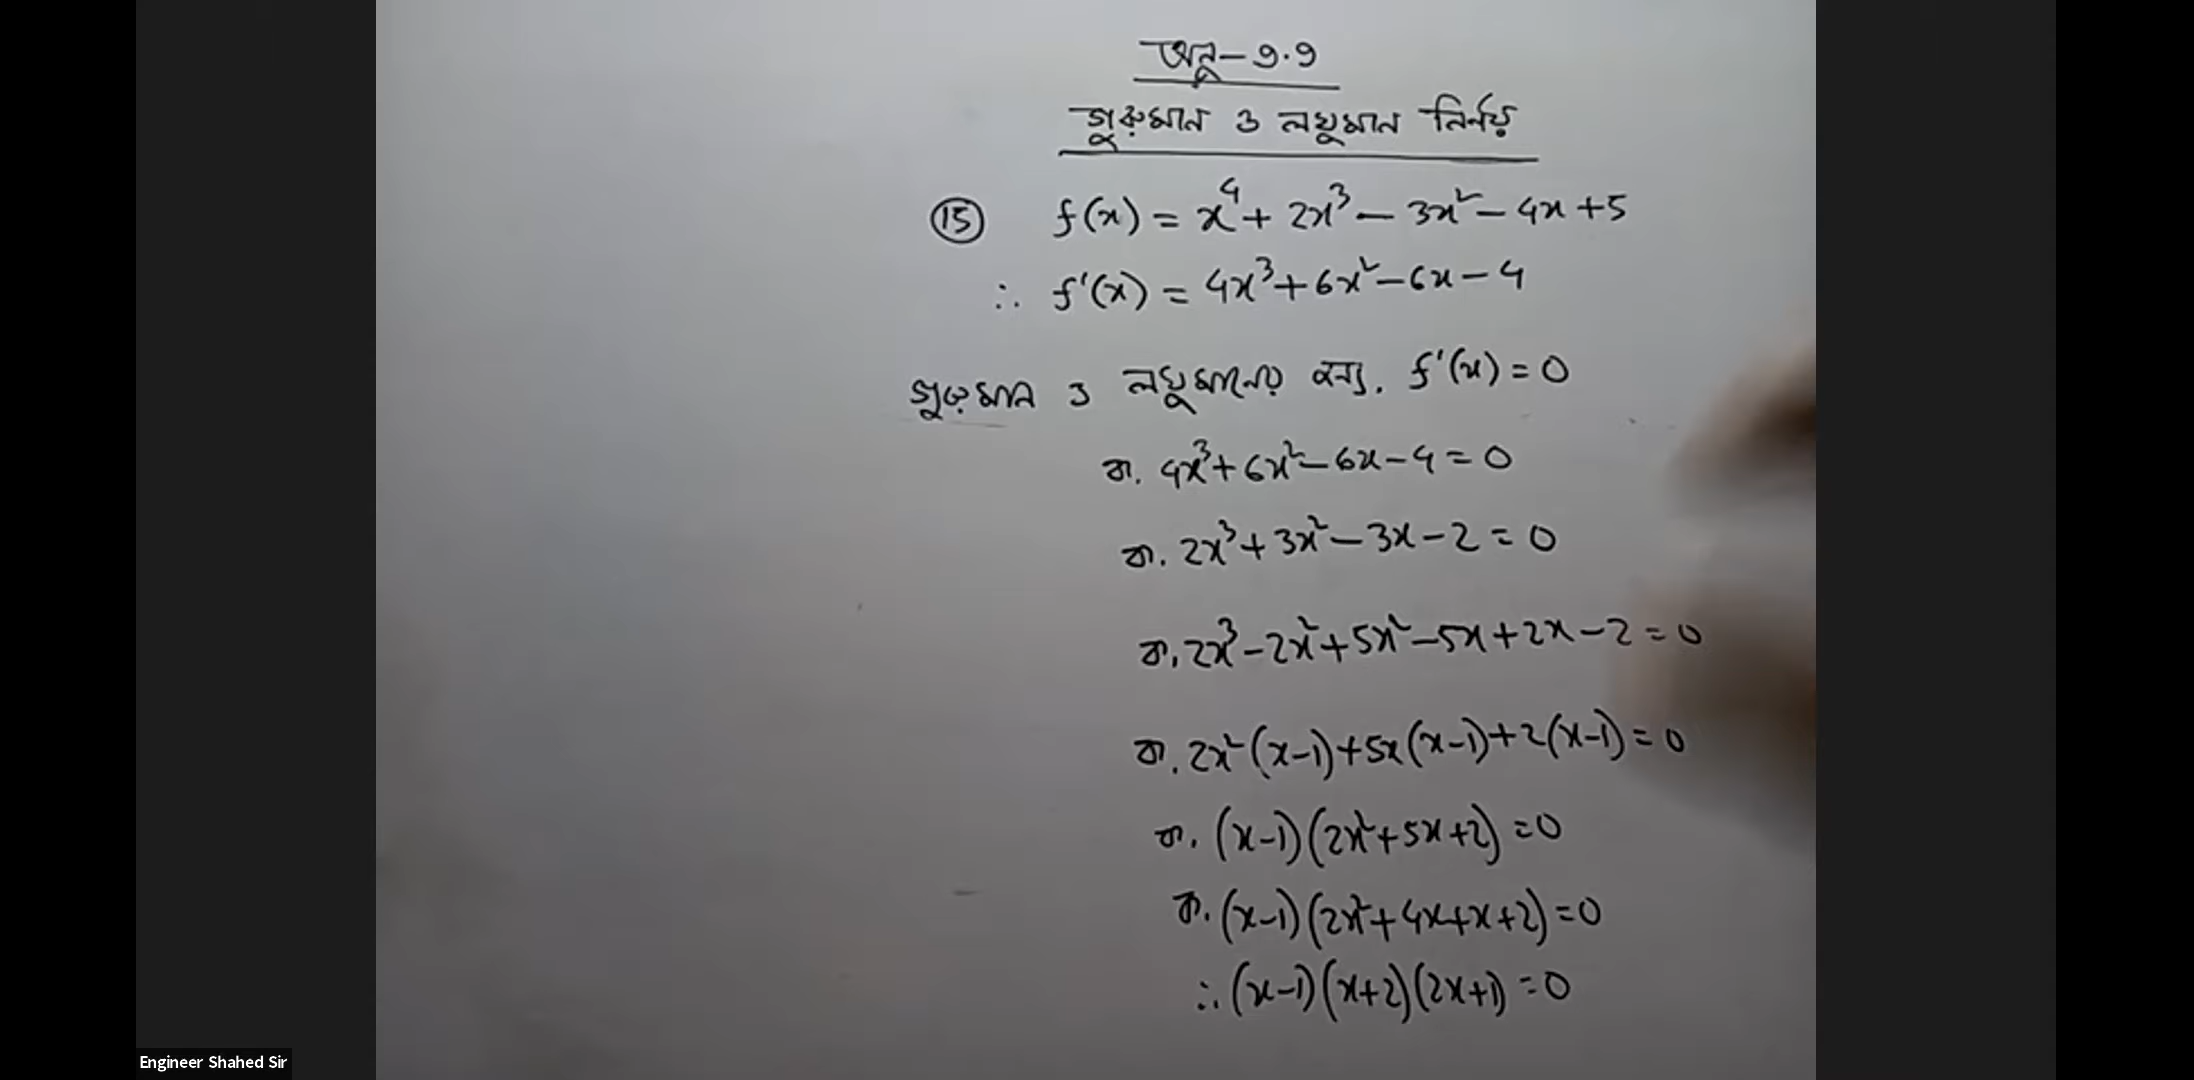 অনু – ৭.৭
গুরুমান ও লঘুমান নির্নয়
(15) f(x) = x⁴ + 2x³ – 3x² – 4x + 5
∴ f'(x) = 4x³ + 6x² – 6x – 4
গুরুমান ও লঘুমানের জন্য, f'(x) = 0
বা, 4x³ + 6x² – 6x – 4 = 0
বা, 2x³ + 3x² – 3x – 2 = 0
বা, 2x³ – 2x² + 5x² – 5x + 2x – 2 = 0
বা, 2x² (x–1) + 5x (x–1) + 2(x–1) = 0
বা, (x–1) (2x² + 5x + 2) = 0
বা, (x–1) (2x² + 4x + x + 2) = 0
∴ (x–1) (x+2) (2x+1) = 0
Engineer Shahed Sir